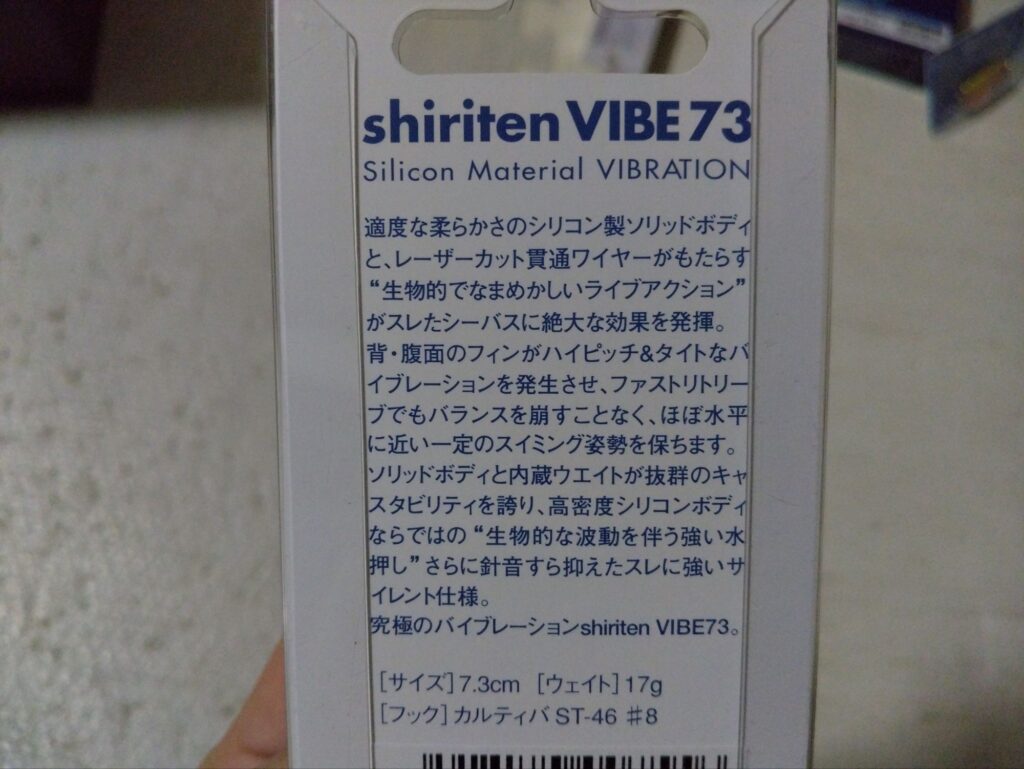 shiriten VIBE 73
Silicon Material VIBRATION
適度な柔らかさのシリコン製ソリッドボディ
と、レーザーカット貫通ワイヤーがもたらす
“生物的でなまめかしいライブアクション”
がスレたシーバスに絶大な効果を発揮。
背・腹面のフィンがハイピッチ&タイトなバ
イブレーションを発生させ、ファストリトリー
ブでもバランスを崩すことなく、ほぼ水平
に近い一定のスイミング姿勢を保ちます。
ソリッドボディと内蔵ウエイトが抜群のキャ
スタビリティを誇り、高密度シリコンボディ
ならではの“生物的な波動を伴う強い水
押し”さらに針音すら抑えたスレに強いサ
イレント仕様。
究極のバイブレーションshiriten VIBE73。
[サイズ]7.3cm [ウェイト]17g
[フック]カルティバ ST-46 #8